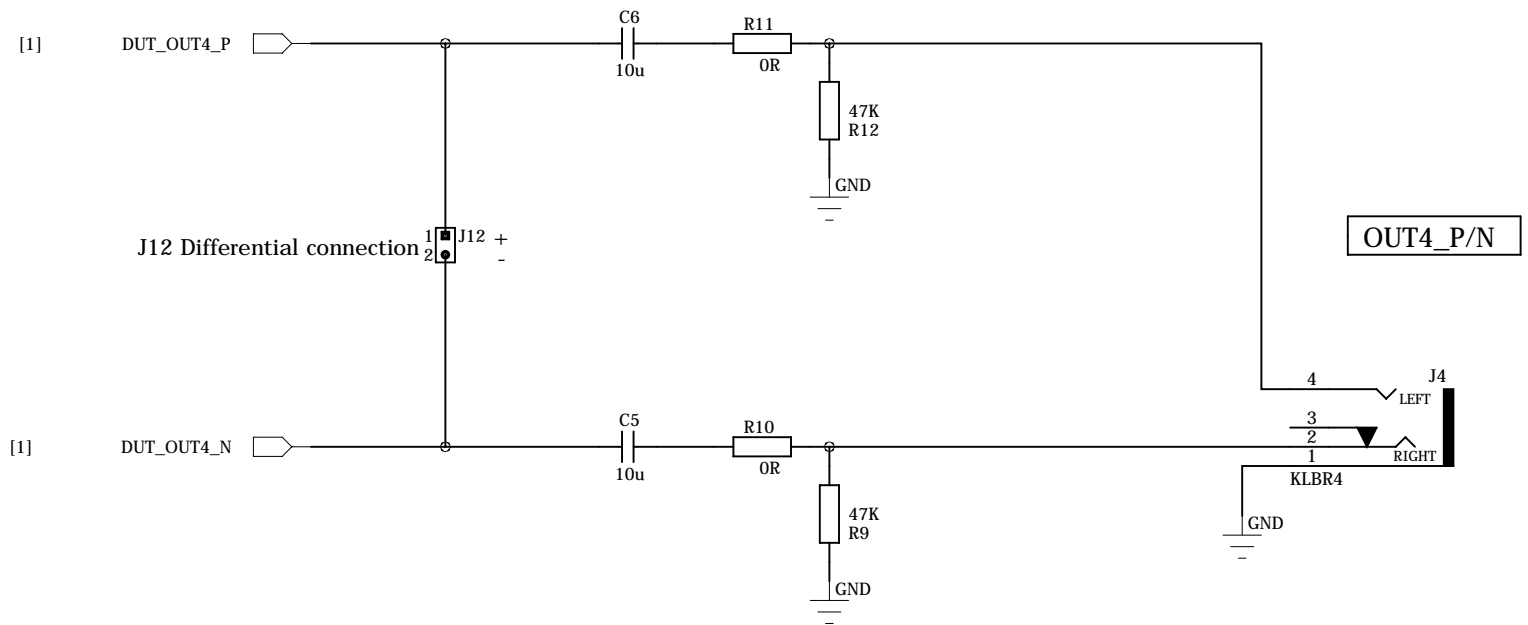 C6
R11
[1] DUT_OUT4_P
10u
0R
47K
R12
GND
OUT4_P/N
J12 Differential connection
1 J12 +
2 -
J4
4
LEFT
C5
R10
3
[1] DUT_OUT4_N
2
RIGHT
1
10u
0R
KLBR4
47K
R9
GND
GND